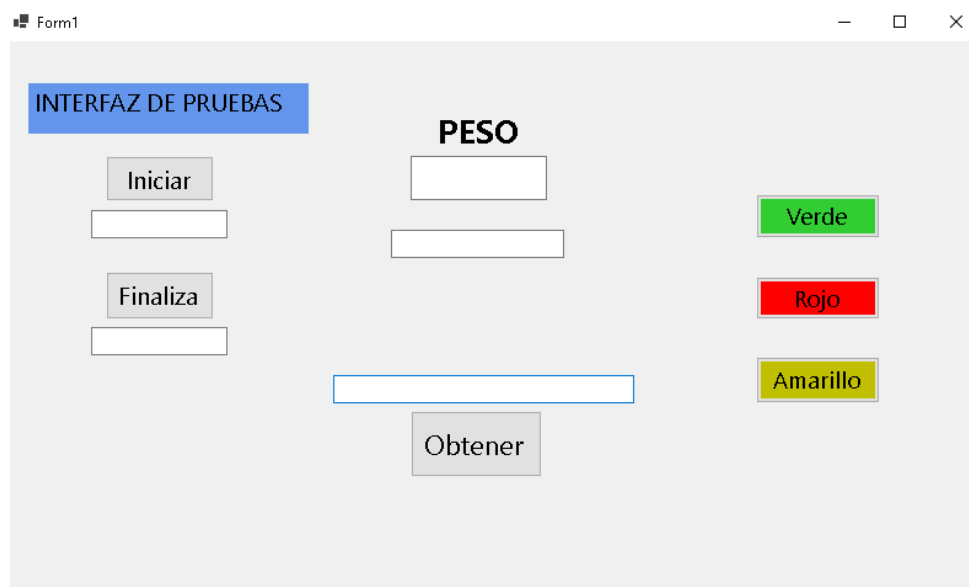 Form1
INTERFAZ DE PRUEBAS
PESO
Iniciar
Verde
Finaliza
Rojo
Amarillo
Obtener